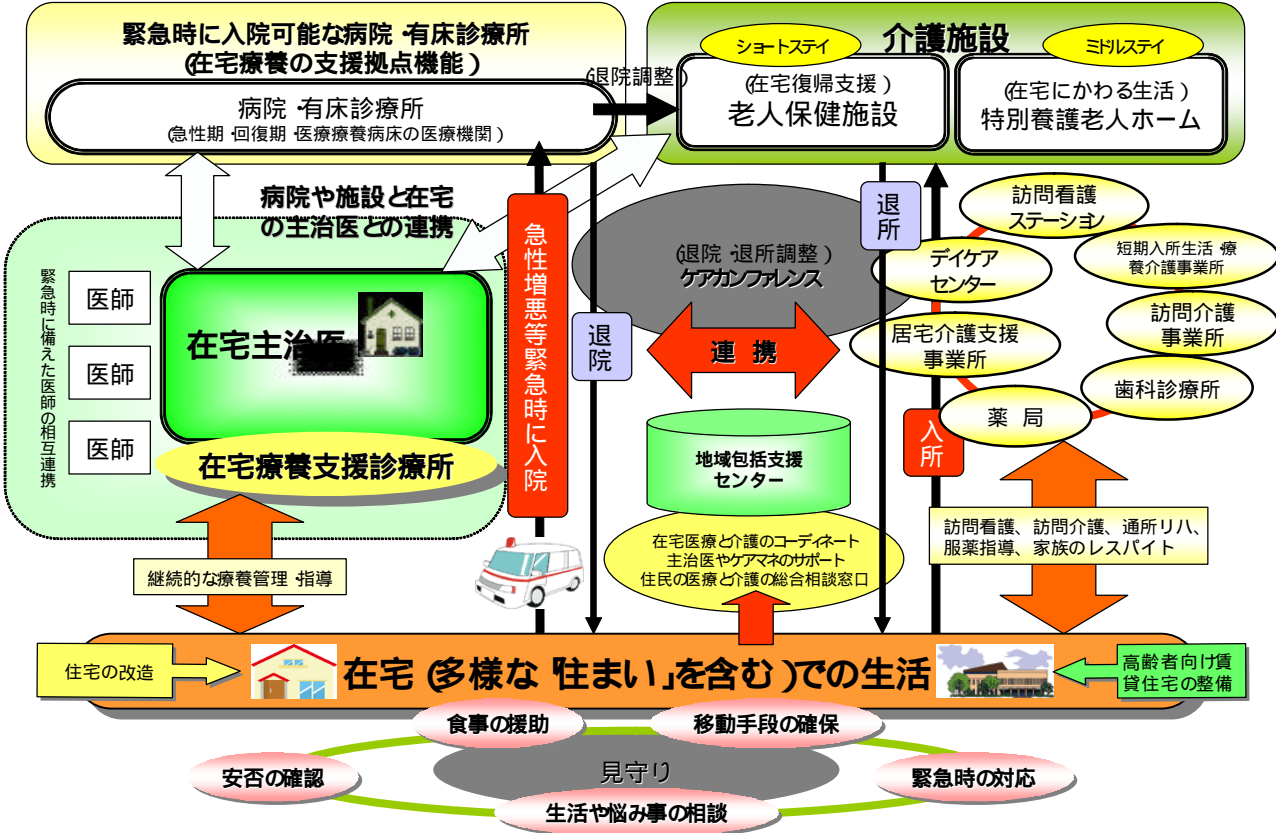 緊急時に入院可能な病院・有床診療所
(在宅療養の支援拠点機能)
病院・有床診療所
(急性期・回復期・医療療養病床の医療機関)
(退院調整)
介護施設
ショートステイ
ミドルステイ
(在宅復帰支援)
老人保健施設
(在宅にかわる生活)
特別養護老人ホーム
病院や施設と在宅
の主治医との連携
緊急時に備えた医師の相互連携
医師
医師
医師
在宅主治医
在宅療養支援診療所
急性増悪等緊急時に入院
退院
(退院・退所調整)
ケアカンファレンス
連 携
退所
入所
訪問看護
ステーション
デイケア
センター
短期入所生活・療
養介護事業所
訪問介護
事業所
居宅介護支援
事業所
歯科診療所
薬 局
地域包括支援
センター
在宅医療と介護のコーディネート
主治医やケアマネのサポート
住民の医療と介護の総合相談窓口
訪問看護、訪問介護、通所リハ、
服薬指導、家族のレスパイト
継続的な療養管理・指導
住宅の改造
在宅(多様な「住まい」を含む)での生活
高齢者向け賃
貸住宅の整備
食事の援助
移動手段の確保
安否の確認
見守り
緊急時の対応
生活や悩み事の相談